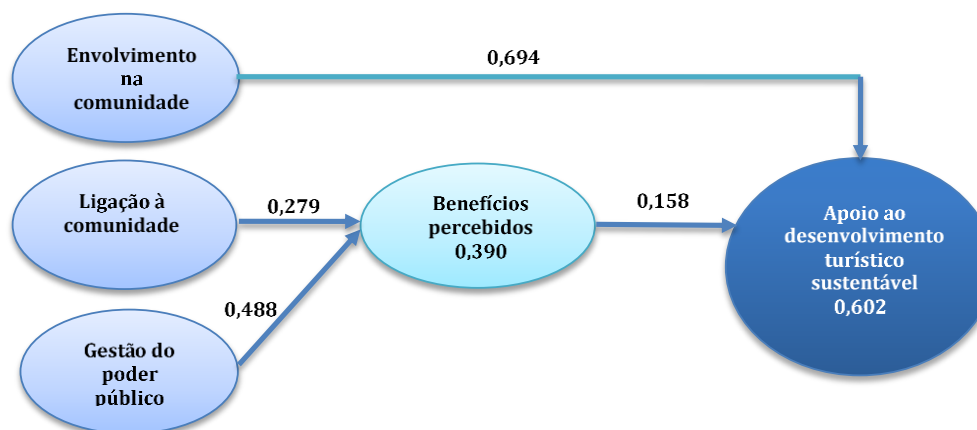 Envolvimento
na
comunidade
0,694
Ligação à
comunidade
0,279
Benefícios
percebidos
0,390
0,158
Apoio ao
desenvolvimento
turístico
sustentável
0,602
0,488
Gestão do
poder
público